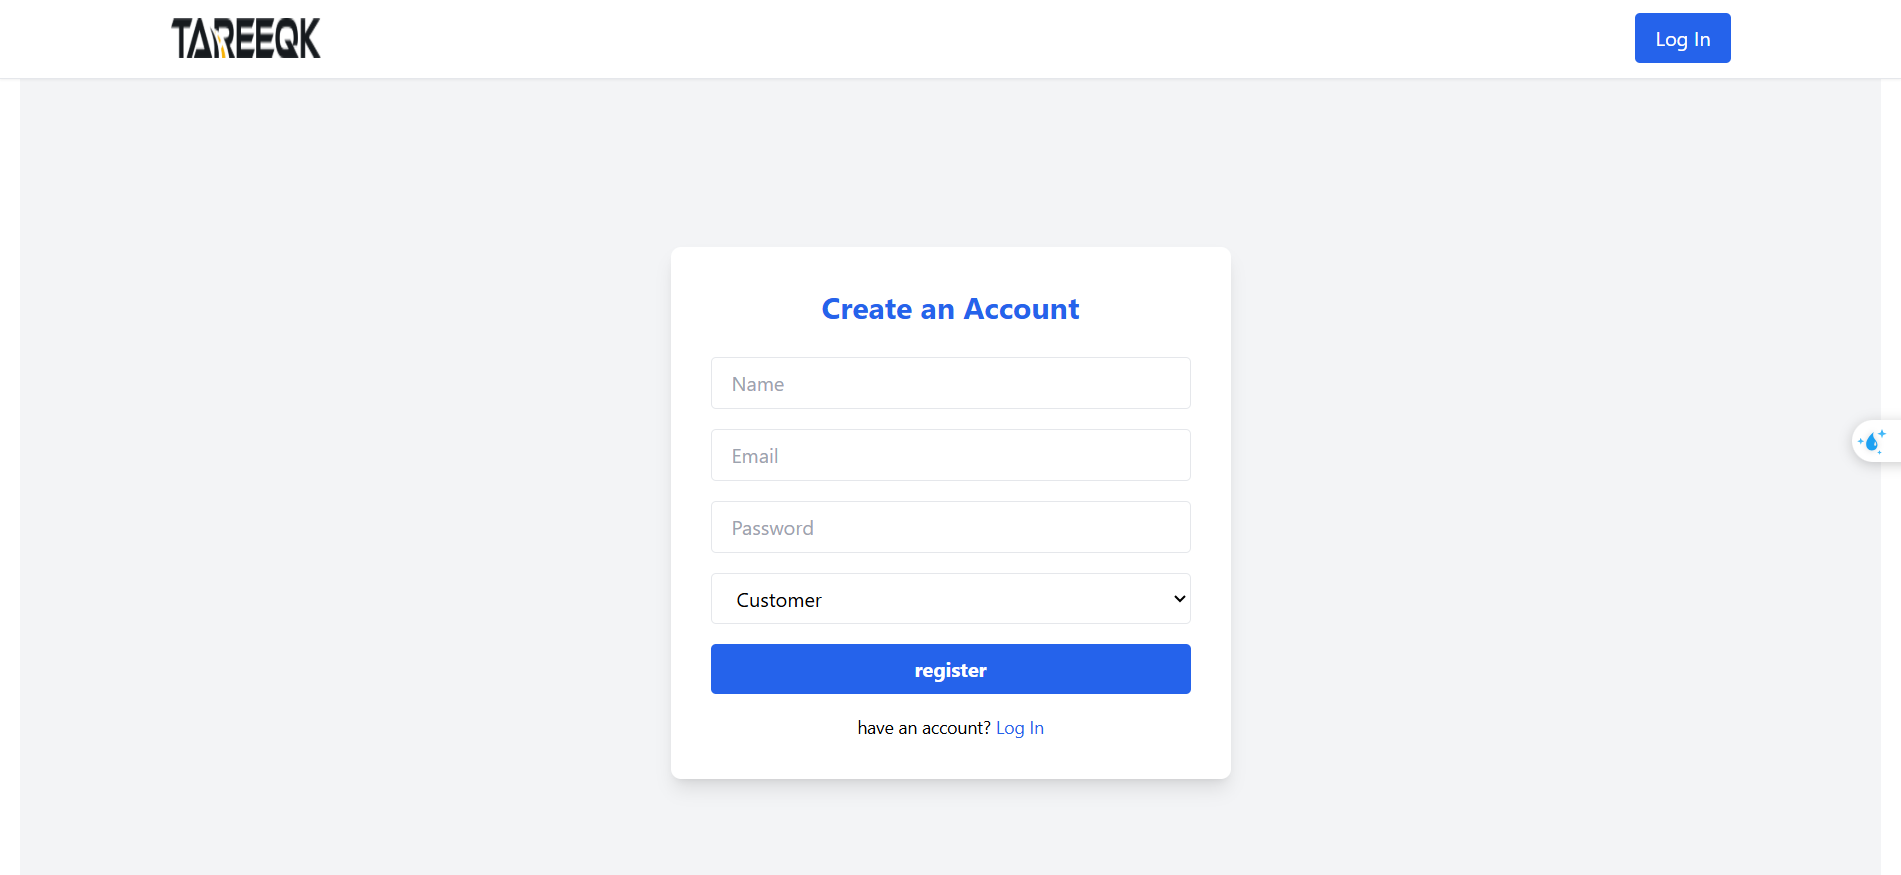 TAREEQK
Log In
Create an Account
Name
Email
Password
Customer
register
have an account? Log In